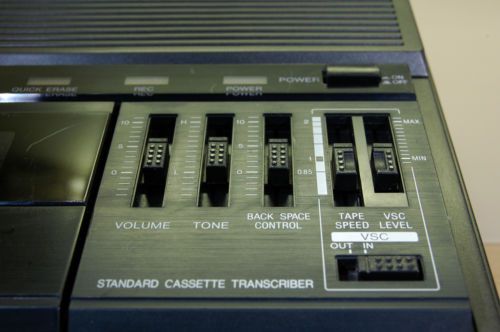 QUICK ERASE REC POWER POWER ON
OFF
10 H 10 2 MAX
5 5 1 MIN
0 L 0 0.85
VOLUME TONE BACK SPACE CONTROL TAPE SPEED VSC LEVEL
VSC
OUT IN
STANDARD CASSETTE TRANSCRIBER